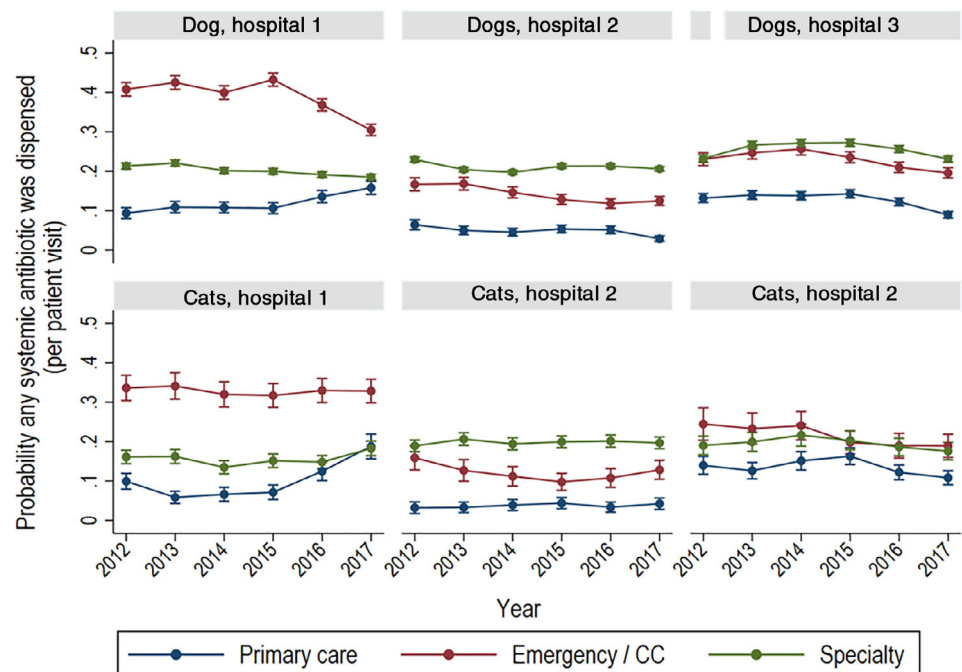 Dog, hospital 1
Dogs, hospital 2
Dogs, hospital 3
Probability any systemic antibiotic was dispensed
(per patient visit)
.5
.4
.3
.2
.1
0
Cats, hospital 1
Cats, hospital 2
Cats, hospital 2
.5
.4
.3
.2
.1
0
2012 2013 2014 2015 2016 2017
2012 2013 2014 2015 2016 2017
2012 2013 2014 2015 2016 2017
Year
Primary care
Emergency / CC
Specialty